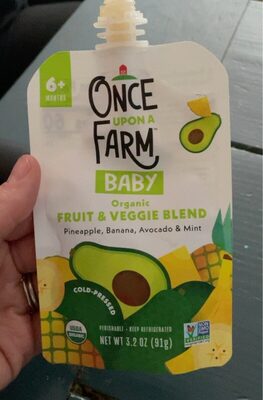 6+
MONTHS
ONCE
UPON A
FARM
BABY
Organic
FRUIT & VEGGIE BLEND
Pineapple, Banana, Avocado & Mint
COLD-PRESSED
USDA
ORGANIC
PERISHABLE - KEEP REFRIGERATED
NET WT 3.2 OZ (91g)